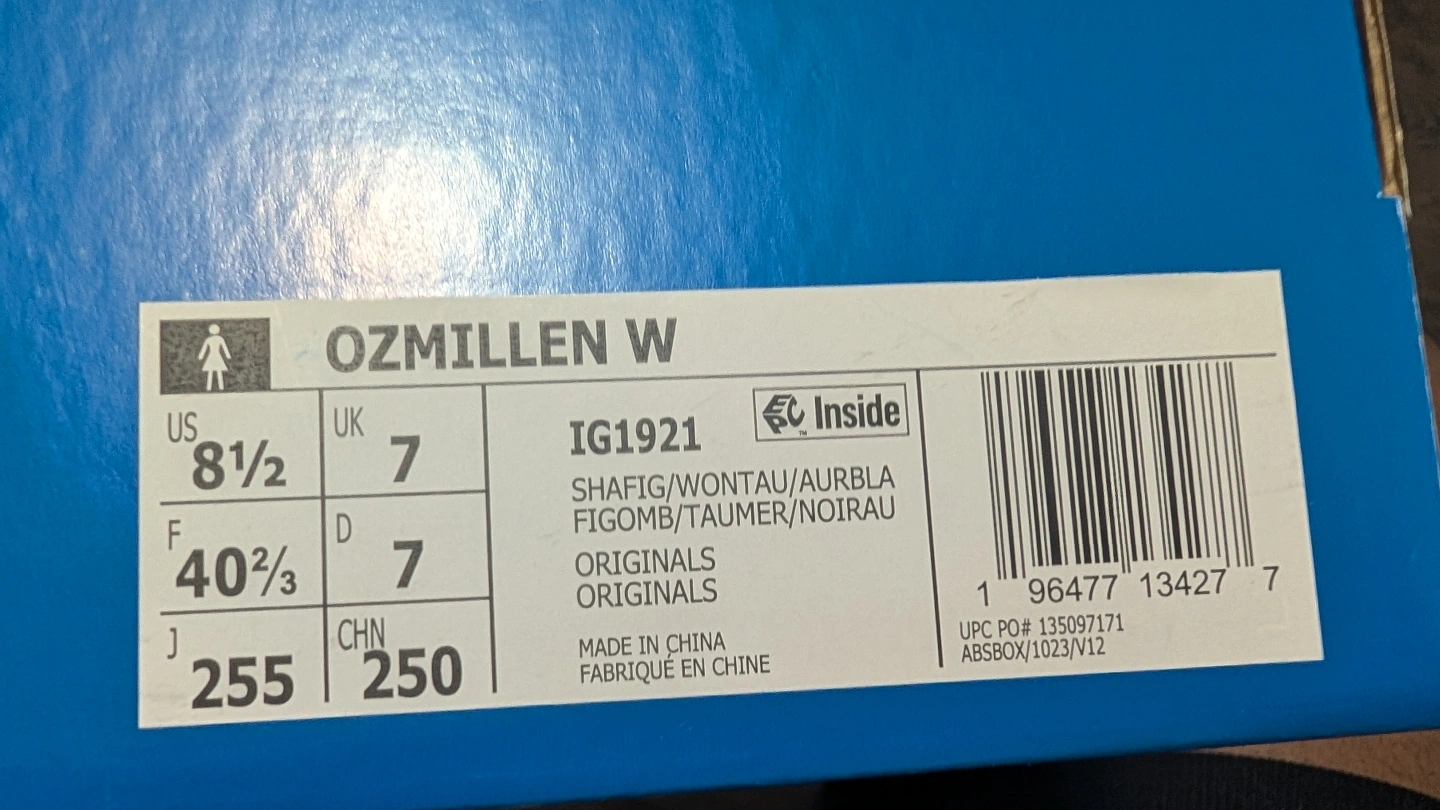 OZMILLEN W
US 8½
UK 7
F 40⅔
D 7
J 255
CHN 250
IG1921
EPC Inside
™
SHAFIG/WONTAU/AURBLA
FIGOMB/TAUMER/NOIRAU
ORIGINALS
ORIGINALS
MADE IN CHINA
FABRIQUÉ EN CHINE
1 96477 13427 7
UPC PO# 135097171
ABSBOX/1023/V12